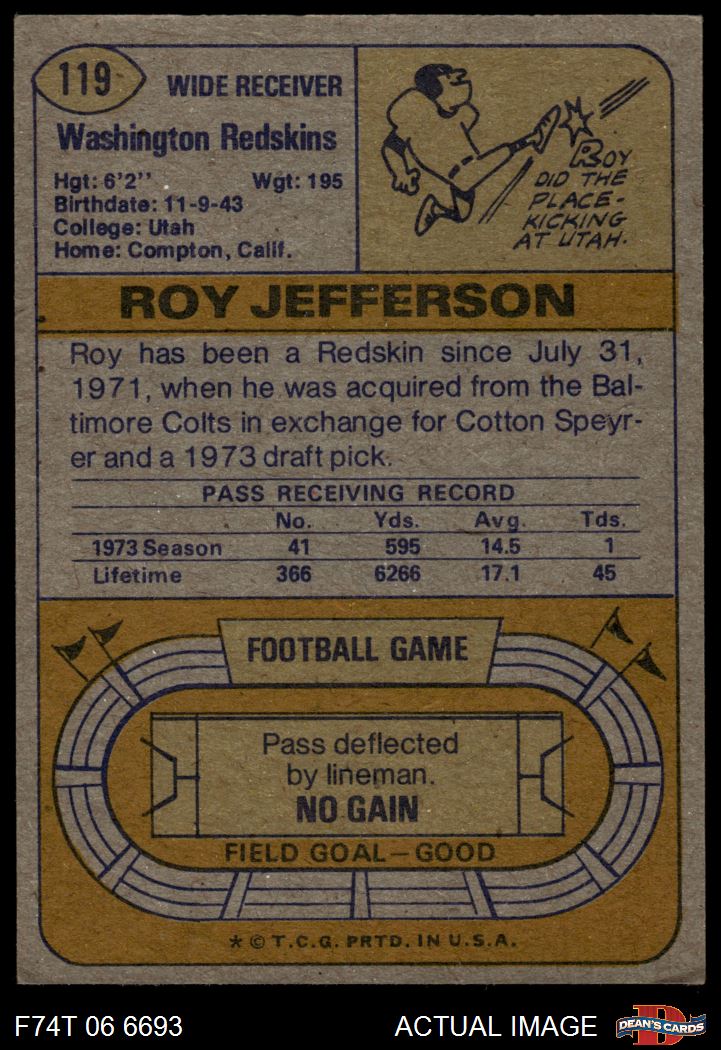 119
WIDE RECEIVER
Washington Redskins
Hgt: 6'2'' Wgt: 195
Birthdate: 11-9-43
College: Utah
Home: Compton, Calif.
ROY
DID THE
PLACE-
KICKING
AT UTAH.
ROY JEFFERSON
Roy has been a Redskin since July 31,
1971, when he was acquired from the Bal-
timore Colts in exchange for Cotton Speyr-
er and a 1973 draft pick.
PASS RECEIVING RECORD
No. Yds. Avg. Tds.
1973 Season 41 595 14.5 1
Lifetime 366 6266 17.1 45
FOOTBALL GAME
Pass deflected
by lineman.
NO GAIN
FIELD GOAL—GOOD
* © T.C.G. PRTD. IN U.S.A.
F74T 06 6693 ACTUAL IMAGE
D
DEAN'S CARDS